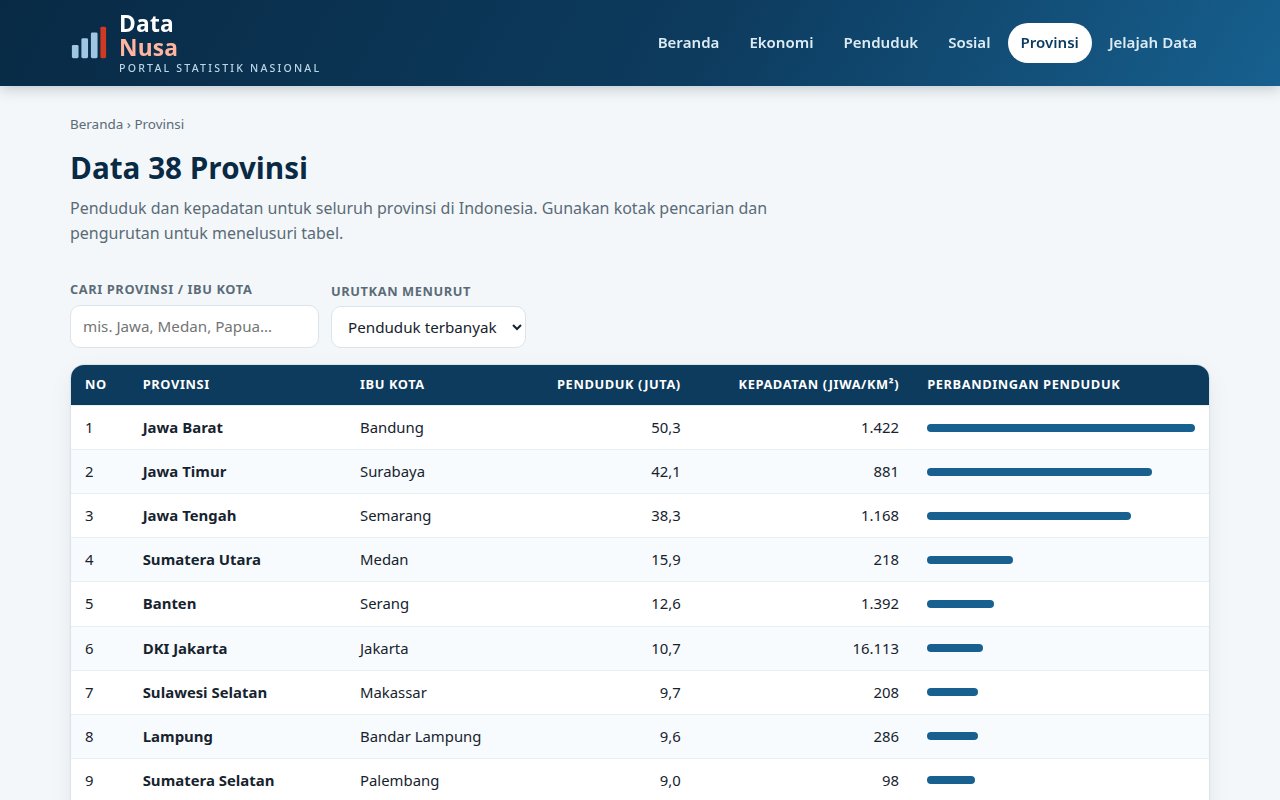 Data
Nusa
PORTAL STATISTIK NASIONAL
Beranda Ekonomi Penduduk Sosial Provinsi Jelajah Data
Beranda › Provinsi
Data 38 Provinsi
Penduduk dan kepadatan untuk seluruh provinsi di Indonesia. Gunakan kotak pencarian dan
pengurutan untuk menelusuri tabel.
CARI PROVINSI / IBU KOTA
mis. Jawa, Medan, Papua...
URUTKAN MENURUT
Penduduk terbanyak
NO PROVINSI IBU KOTA PENDUDUK (JUTA) KEPADATAN (JIWA/KM²) PERBANDINGAN PENDUDUK
1 Jawa Barat Bandung 50,3 1.422
2 Jawa Timur Surabaya 42,1 881
3 Jawa Tengah Semarang 38,3 1.168
4 Sumatera Utara Medan 15,9 218
5 Banten Serang 12,6 1.392
6 DKI Jakarta Jakarta 10,7 16.113
7 Sulawesi Selatan Makassar 9,7 208
8 Lampung Bandar Lampung 9,6 286
9 Sumatera Selatan Palembang 9,0 98